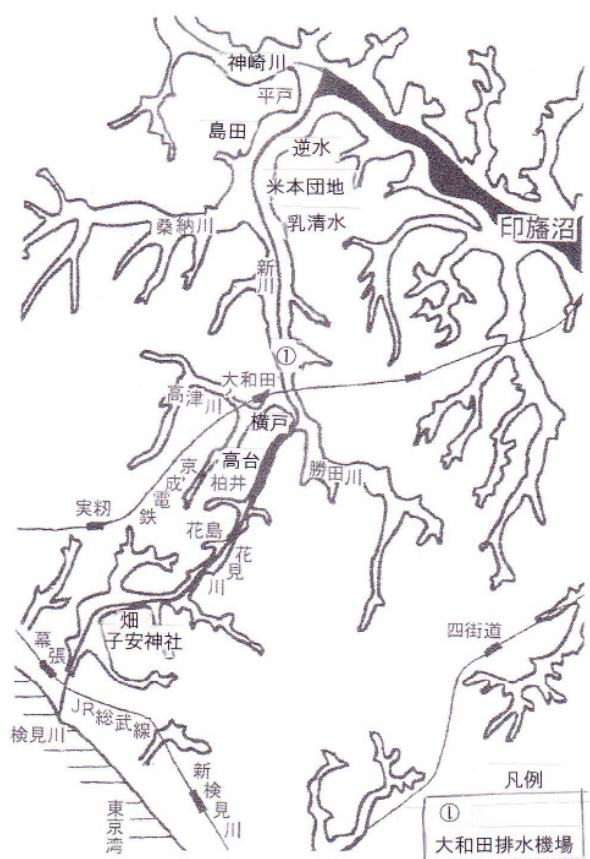 神崎川
平戸
島田
逆水
米本団地
桑納川
乳清水
印旛沼
新川
①
大和田
高津川
横戸
高台
京成電鉄
柏井
勝田川
実籾
花島
花見川
畑
子安神社
四街道
幕張
JR総武線
検見川
新検見川
東京湾
凡例
①
大和田排水機場